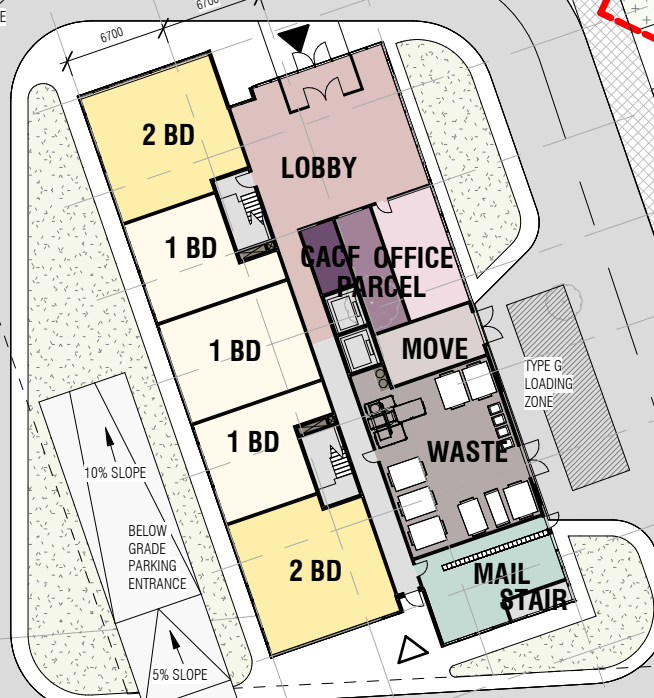 E
6700
6700
2 BD
LOBBY
1 BD
CACF OFFICE
PARCEL
1 BD
MOVE
TYPE G
LOADING
ZONE
1 BD
WASTE
10% SLOPE
BELOW
GRADE
PARKING
ENTRANCE
2 BD
MAIL
STAIR
5% SLOPE